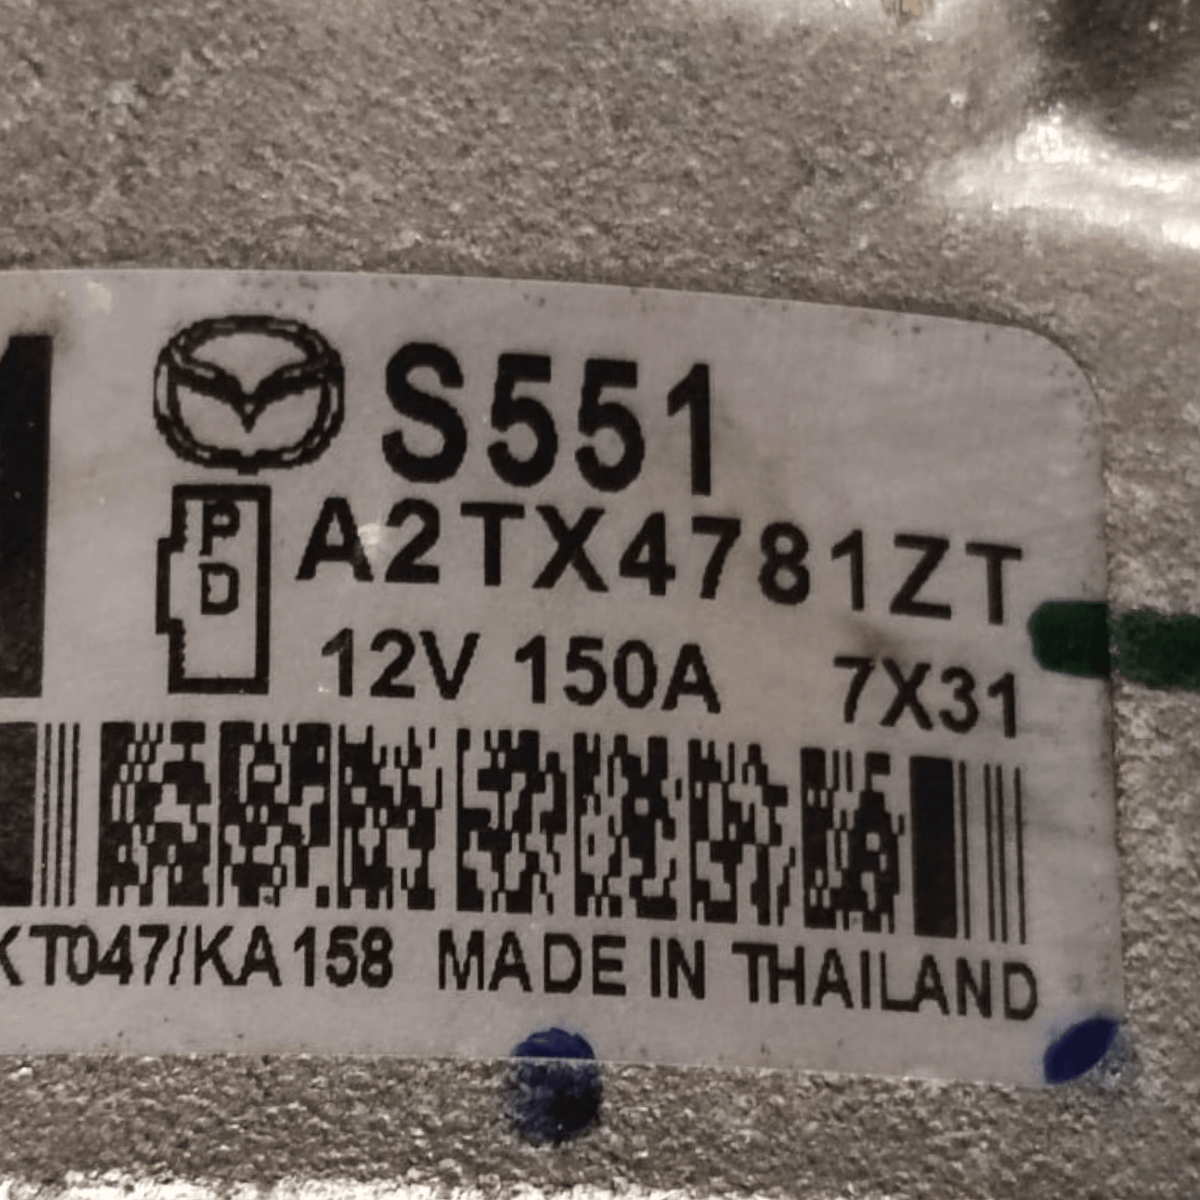 S551
P
D
A2TX4781ZT
12V 150A 7X31
KT047/KA158 MADE IN THAILAND